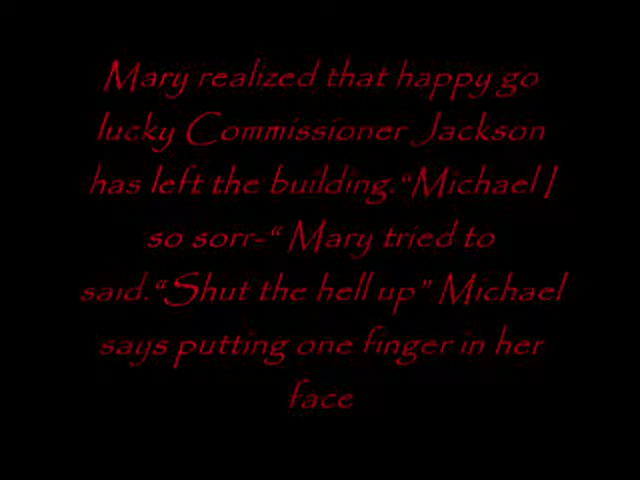 Mary realized that happy go
lucky Commissioner Jackson
has left the building.“Michael I
so sorr-“ Mary tried to
said.“Shut the hell up” Michael
says putting one finger in her
face